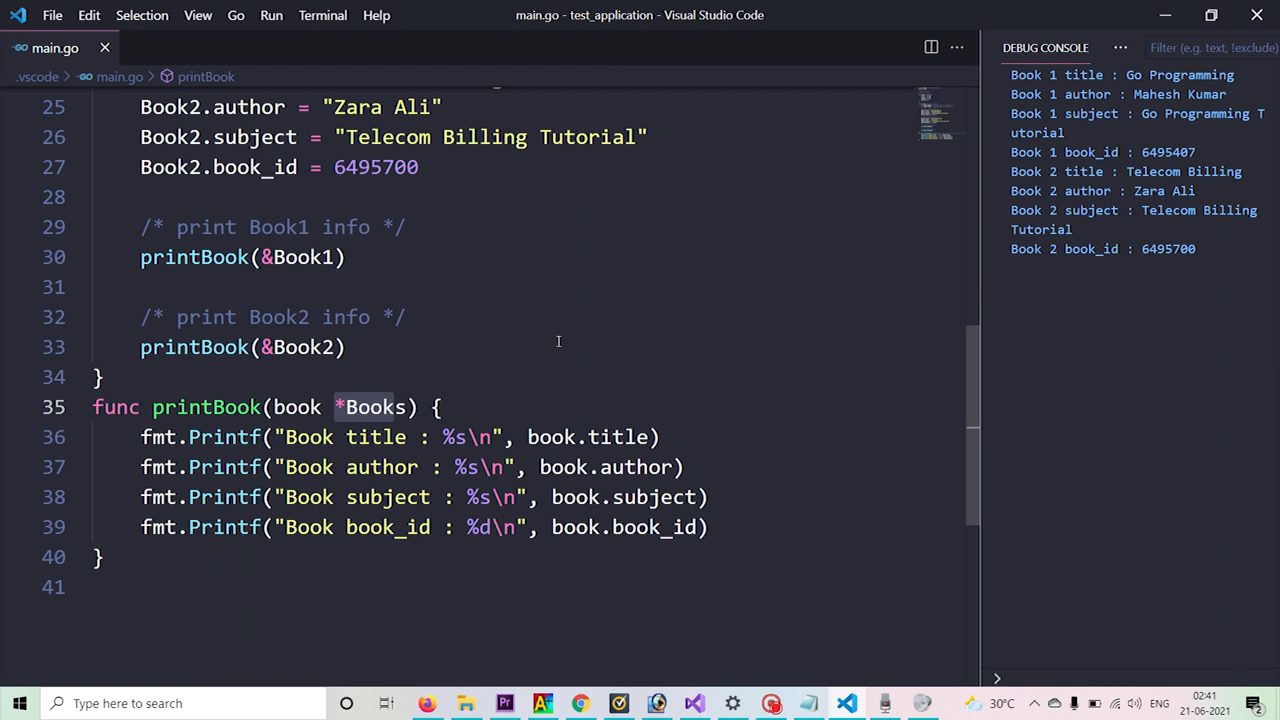 File Edit Selection View Go Run Terminal Help main.go - test_application - Visual Studio Code
main.go
.vscode > main.go > printBook
25 Book2.author = "Zara Ali"
26 Book2.subject = "Telecom Billing Tutorial"
27 Book2.book_id = 6495700
28
29 /* print Book1 info */
30 printBook(&Book1)
31
32 /* print Book2 info */
33 printBook(&Book2)
34 }
35 func printBook(book *Books) {
36 fmt.Printf("Book title : %s\n", book.title)
37 fmt.Printf("Book author : %s\n", book.author)
38 fmt.Printf("Book subject : %s\n", book.subject)
39 fmt.Printf("Book book_id : %d\n", book.book_id)
40 }
41
DEBUG CONSOLE Filter (e.g. text, !exclude)
Book 1 title : Go Programming
Book 1 author : Mahesh Kumar
Book 1 subject : Go Programming T
utorial
Book 1 book_id : 6495407
Book 2 title : Telecom Billing
Book 2 author : Zara Ali
Book 2 subject : Telecom Billing
Tutorial
Book 2 book_id : 6495700
Type here to search
30°C ENG
02:41
21-06-2021
2